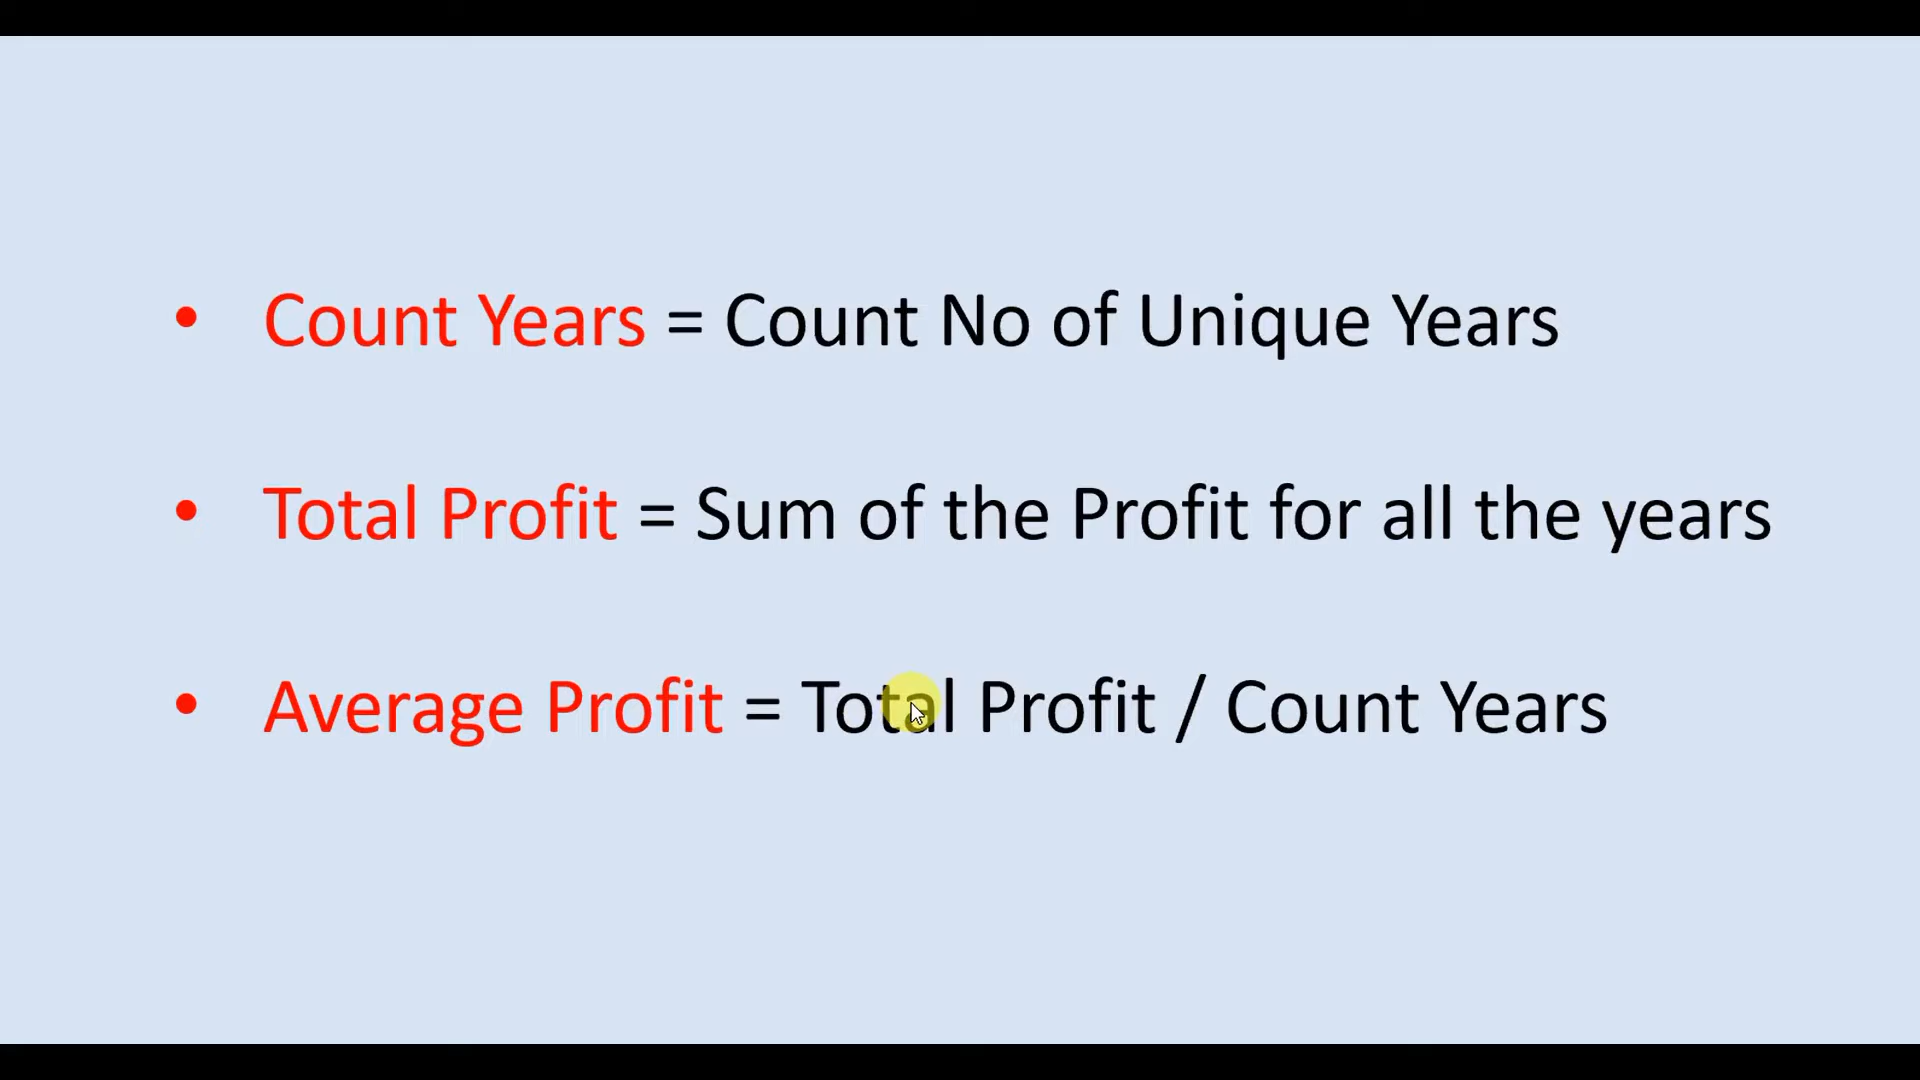 • Count Years = Count No of Unique Years
• Total Profit = Sum of the Profit for all the years
• Average Profit = Total Profit / Count Years